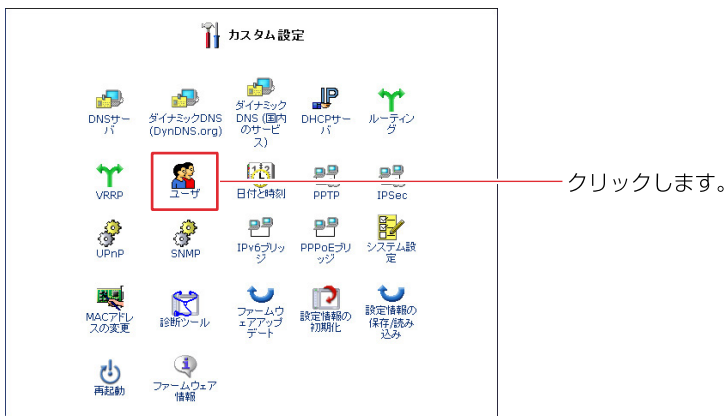 カスタム設定
DNSサー
バ
ダイナミックDNS
(DynDNS.org)
ダイナミック
DNS (国内
のサービ
ス)
DHCPサー
バ
ルーティン
グ
VRRP
ユーザ
日付と時刻
PPTP
IPSec
クリックします。
UPnP
SNMP
IPv6ブリッ
ジ
PPPoEブリ
ッジ
システム設
定
MACアドレ
スの変更
診断ツール
ファームウ
ェアアップ
デート
設定情報の
初期化
設定情報の
保存/読み
込み
再起動
ファームウェア
情報